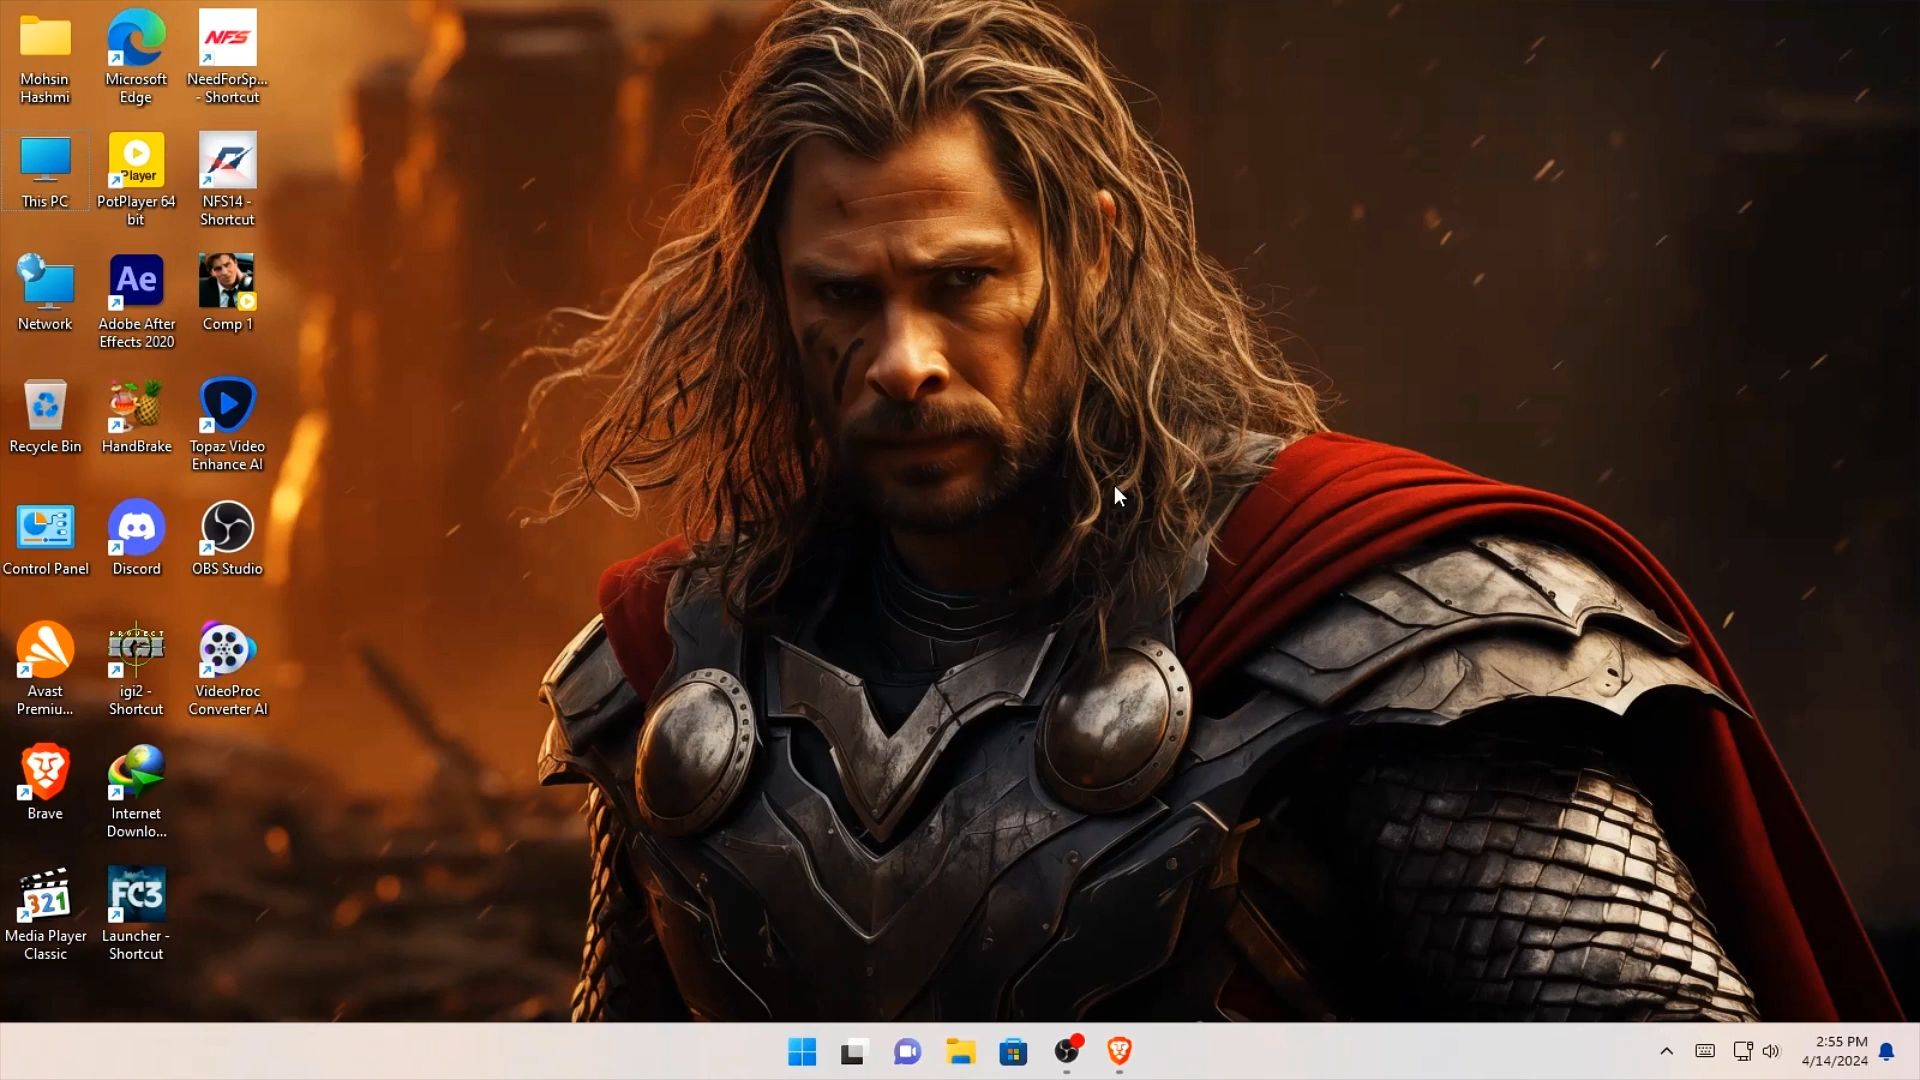 Mohsin
Hashmi
Microsoft
Edge
NFS
NeedForSp...
- Shortcut
This PC
Player
PotPlayer 64
bit
NFS14 -
Shortcut
Network
Ae
Adobe After
Effects 2020
Comp 1
Recycle Bin
HandBrake
Topaz Video
Enhance AI
Control Panel
Discord
OBS Studio
Avast
Premiu...
PROJECT
IGI
igi2 -
Shortcut
VideoProc
Converter AI
Brave
Internet
Downlo...
321
Media Player
Classic
FC3
Launcher -
Shortcut
2:55 PM
4/14/2024